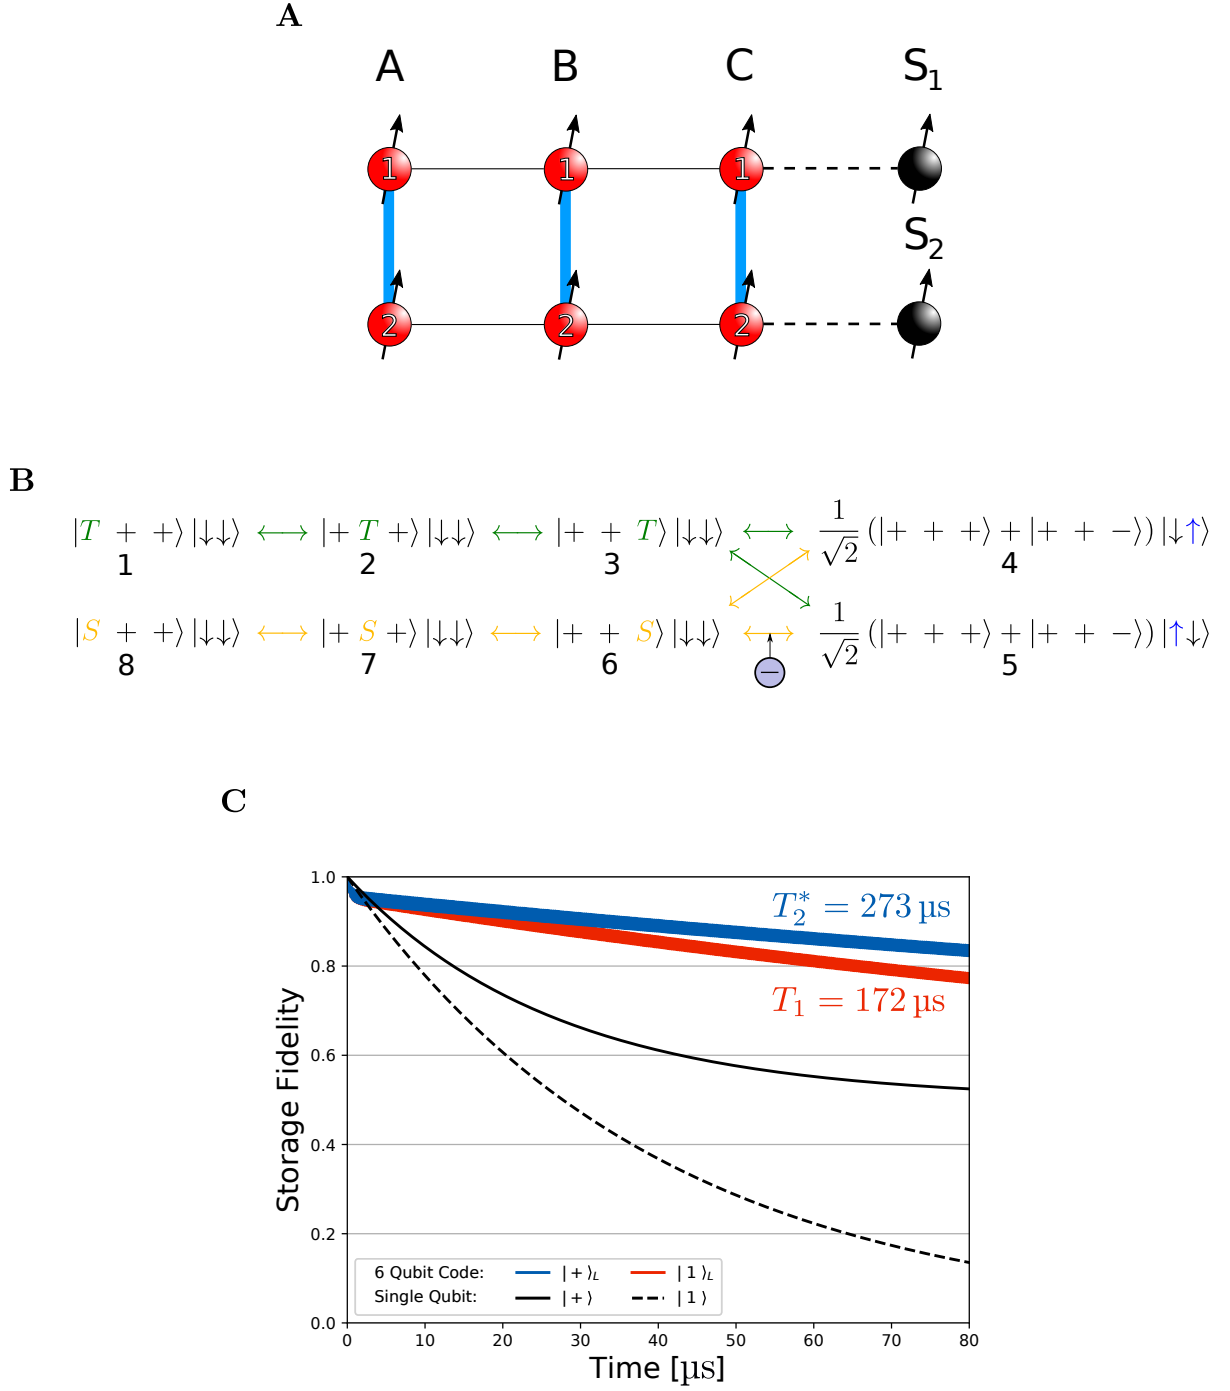 A
A B C S₁
1 1 1
S₂
2 2 2
B
|T + +⟩|↓↓⟩ ⟷ |+ T +⟩|↓↓⟩ ⟷ |+ + T⟩|↓↓⟩ ⟷ 1/√2 (|+ + +⟩ + |+ + −⟩)|↓↑⟩
1 2 3 4
|S + +⟩|↓↓⟩ ⟷ |+ S +⟩|↓↓⟩ ⟷ |+ + S⟩|↓↓⟩ ⟷ 1/√2 (|+ + +⟩ + |+ + −⟩)|↑↓⟩
8 7 6 5
−
C
1.0
0.8
0.6
0.4
0.2
0.0
Storage Fidelity
T₂* = 273 µs
T₁ = 172 µs
6 Qubit Code: |+⟩L |1⟩L
Single Qubit: |+⟩ |1⟩
0 10 20 30 40 50 60 70 80
Time [µs]